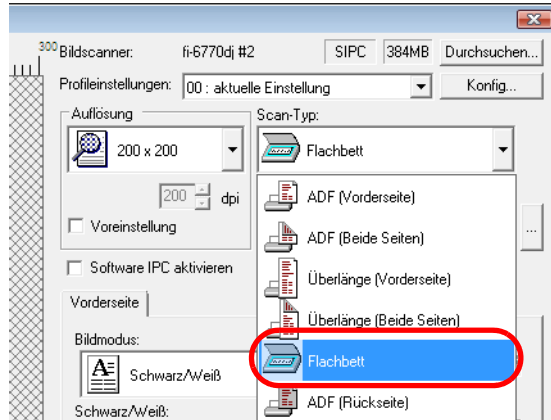 300 Bildscanner: fi-6770dj #2 SIPC 384MB Durchsuchen...
Profileinstellungen: 00 : aktuelle Einstellung Konfig...
Auflösung Scan-Typ:
200 x 200 Flachbett
200 dpi ADF (Vorderseite)
Voreinstellung ADF (Beide Seiten) ...
Software IPC aktivieren Überlänge (Vorderseite)
Vorderseite Überlänge (Beide Seiten)
Bildmodus: Flachbett
Schwarz/Weiß
Schwarz/Weiß: ADF (Rückseite)